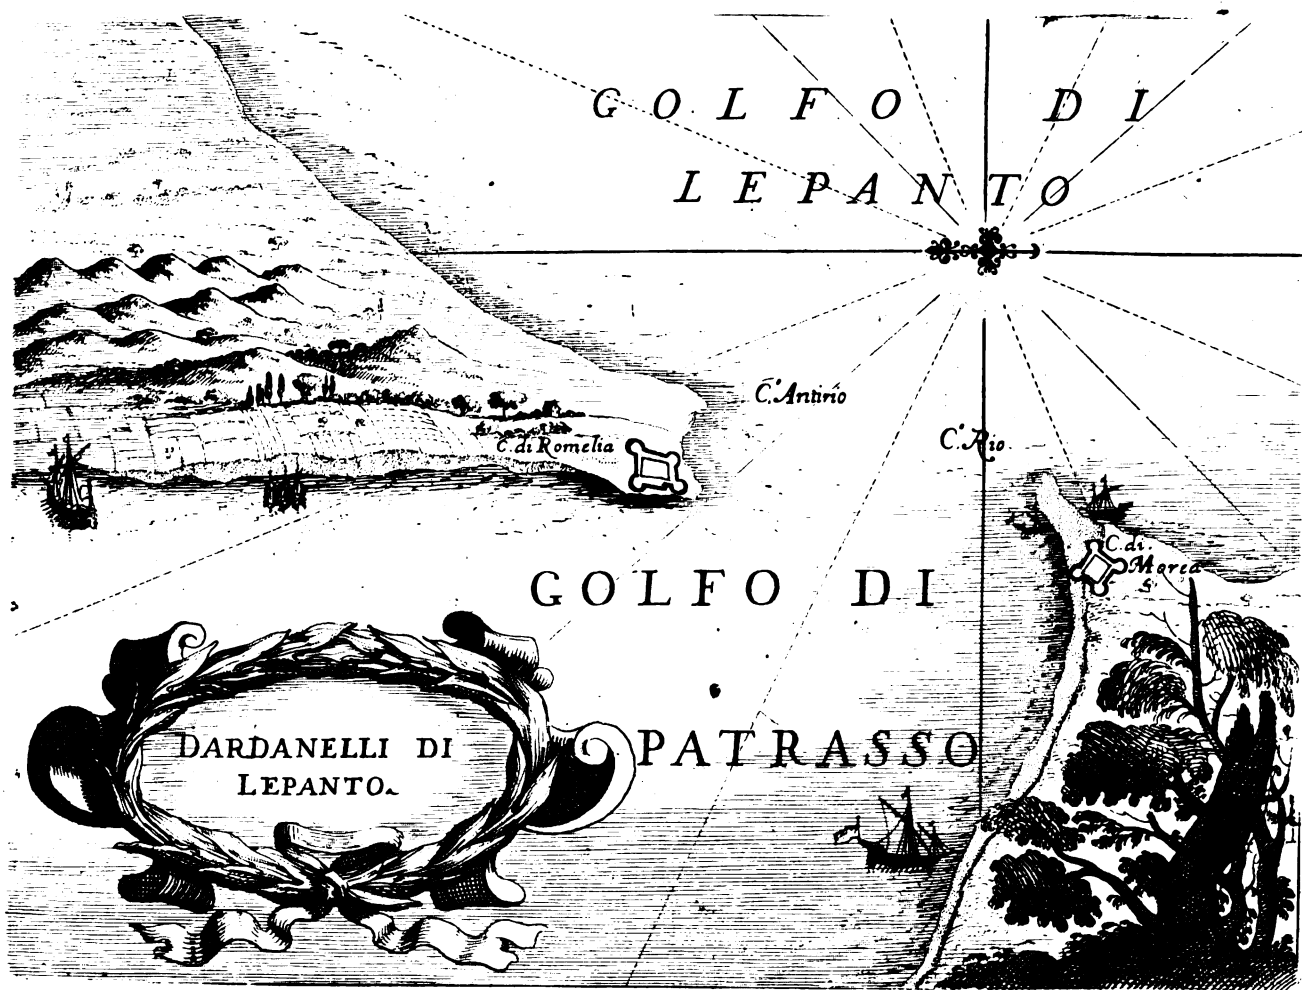 GOLFO DI
LEPANTO
C.º Antirio
C.º Rio.
C. di Romelia
C. di.
Morea
GOLFO DI
PATRASSO
DARDANELLI DI
LEPANTO.